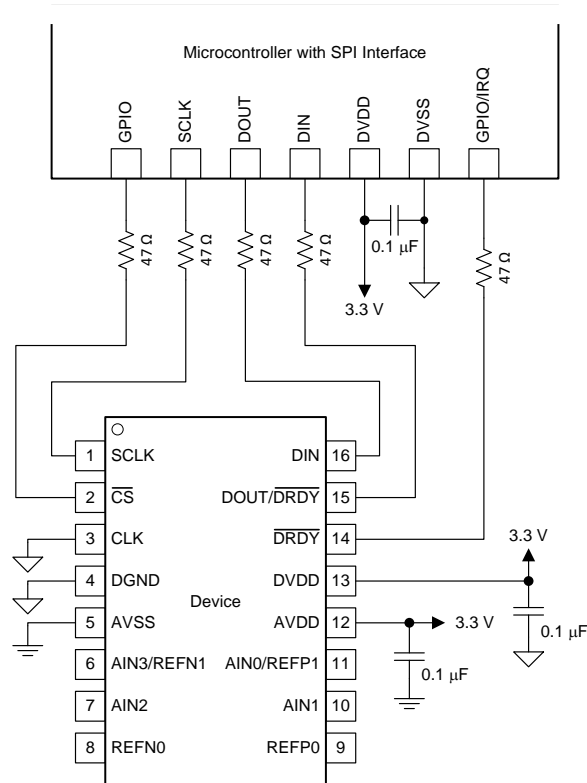 Microcontroller with SPI Interface
GPIO
SCLK
DOUT
DIN
DVDD
DVSS
GPIO/IRQ
47 Ω
47 Ω
47 Ω
47 Ω
0.1 μF
47 Ω
3.3 V
1 SCLK
DIN 16
2 CS
DOUT/DRDY 15
3 CLK
DRDY 14
3.3 V
4 DGND
DVDD 13
Device
5 AVSS
AVDD 12
3.3 V
0.1 μF
6 AIN3/REFN1
AIN0/REFP1 11
0.1 μF
7 AIN2
AIN1 10
8 REFN0
REFP0 9